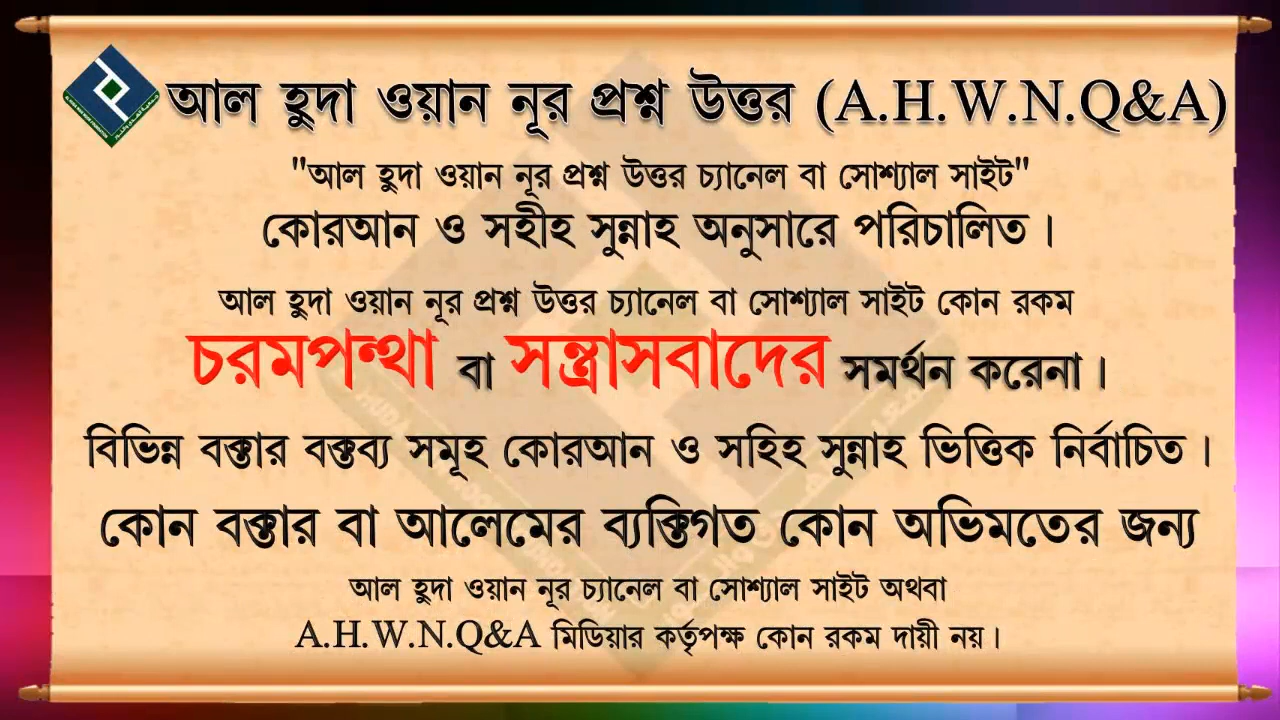 আল হুদা ওয়ান নূর প্রশ্ন উত্তর (A.H.W.N.Q&A)
"আল হুদা ওয়ান নূর প্রশ্ন উত্তর চ্যানেল বা সোশ্যাল সাইট"
কোরআন ও সহীহ সুন্নাহ অনুসারে পরিচালিত।
আল হুদা ওয়ান নূর প্রশ্ন উত্তর চ্যানেল বা সোশ্যাল সাইট কোন রকম
চরমপন্থা বা সন্ত্রাসবাদের সমর্থন করেনা।
বিভিন্ন বক্তার বক্তব্য সমূহ কোরআন ও সহিহ সুন্নাহ ভিত্তিক নির্বাচিত।
কোন বক্তার বা আলেমের ব্যক্তিগত কোন অভিমতের জন্য
আল হুদা ওয়ান নূর চ্যানেল বা সোশ্যাল সাইট অথবা
A.H.W.N.Q&A মিডিয়ার কর্তৃপক্ষ কোন রকম দায়ী নয়।